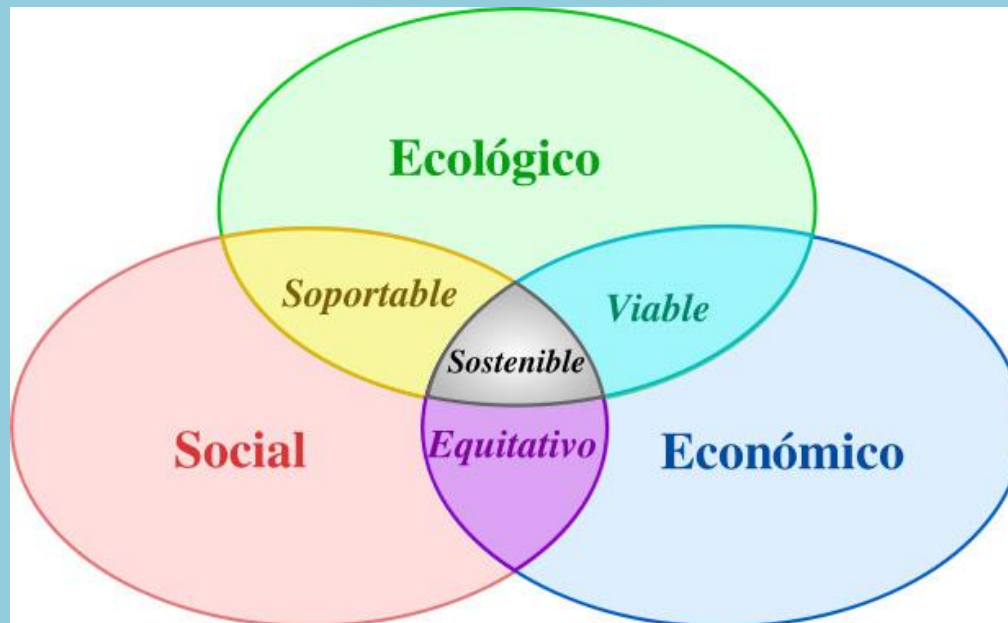 Ecológico
Soportable
Viable
Sostenible
Social
Equitativo
Económico